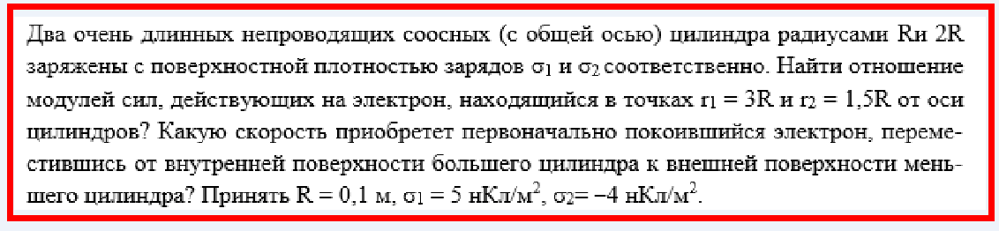 Два очень длинных непроводящих соосных (с общей осью) цилиндра радиусами Rи 2R
заряжены с поверхностной плотностью зарядов σ1 и σ2 соответственно. Найти отношение
модулей сил, действующих на электрон, находящийся в точках r1 = 3R и r2 = 1,5R от оси
цилиндров? Какую скорость приобретет первоначально покоившийся электрон, переме-
стившись от внутренней поверхности большего цилиндра к внешней поверхности мень-
шего цилиндра? Принять R = 0,1 м, σ1 = 5 нКл/м², σ2= –4 нКл/м².